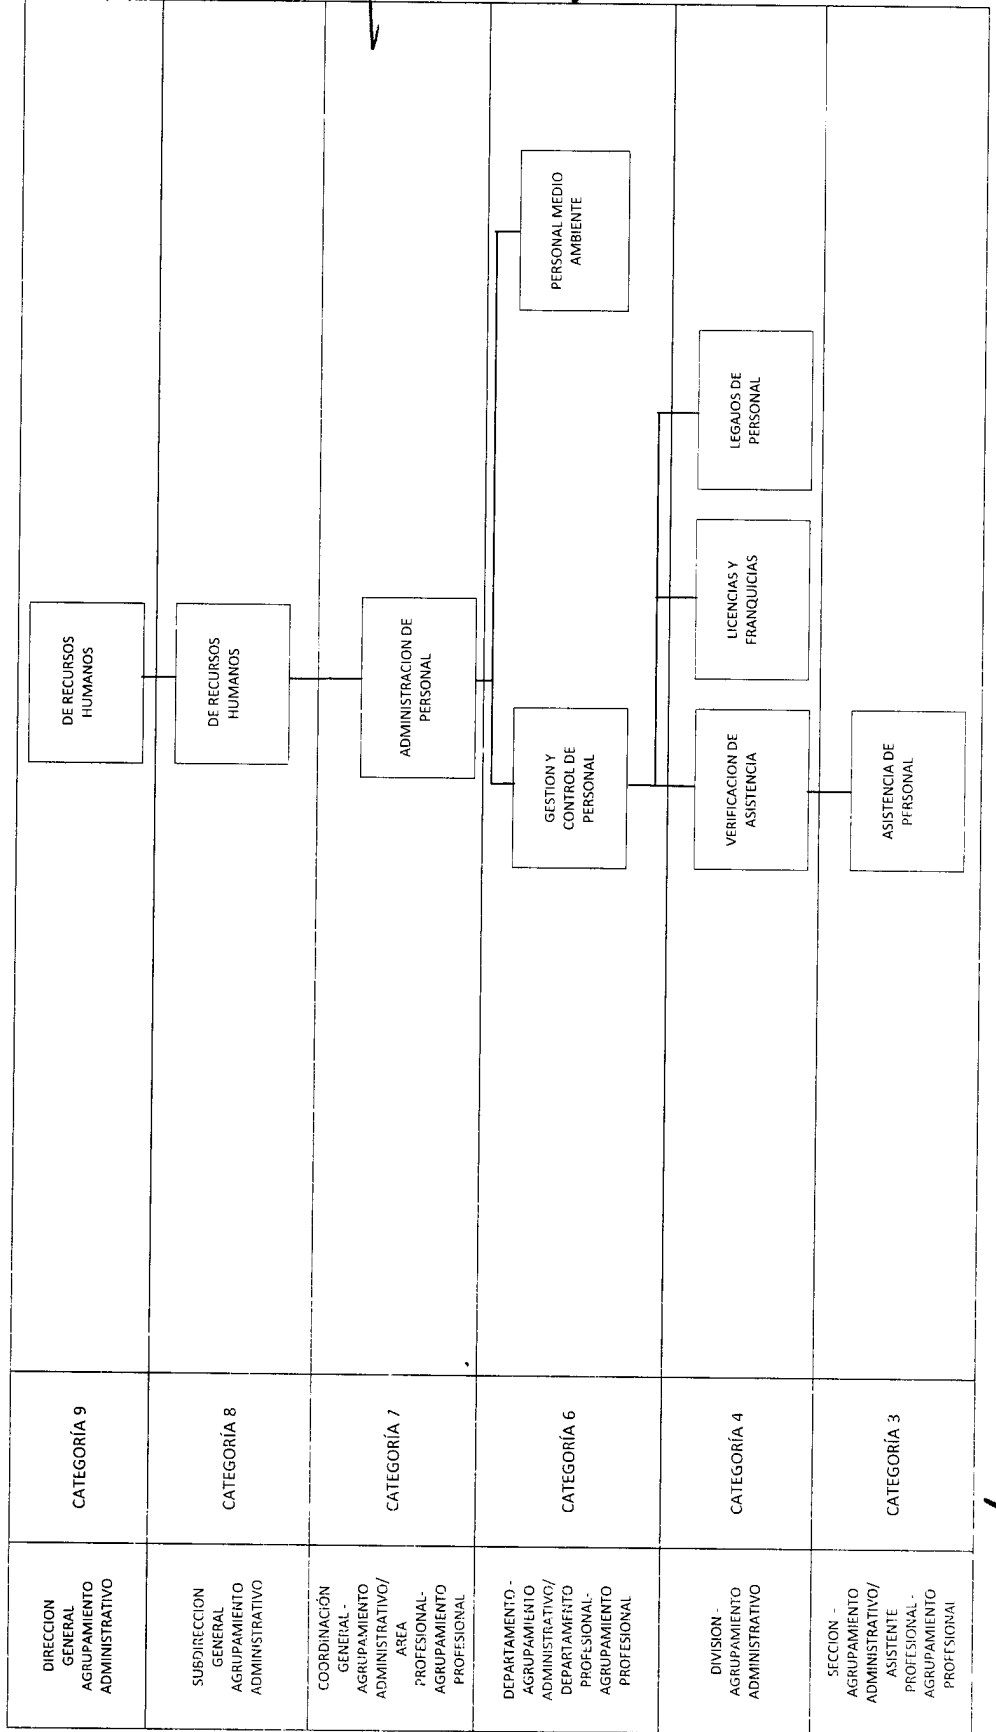 DIRECCION
GENERAL
AGRUPAMIENTO
ADMINISTRATIVO
CATEGORÍA 9
DE RECURSOS
HUMANOS
SUBDIRECCION
GENERAL
AGRUPAMIENTO
ADMINISTRATIVO
CATEGORÍA 8
DE RECURSOS
HUMANOS
COORDINACIÓN
GENERAL -
AGRUPAMIENTO
ADMINISTRATIVO/
AREA
PROFESIONAL-
AGRUPAMIENTO
PROFESIONAL
CATEGORÍA 7
ADMINISTRACION DE
PERSONAL
DEPARTAMENTO -
AGRUPAMIENTO
ADMINISTRATIVO/
DEPARTAMENTO
PROFESIONAL-
AGRUPAMIENTO
PROFESIONAL
CATEGORÍA 6
GESTION Y
CONTROL DE
PERSONAL
PERSONAL MEDIO
AMBIENTE
DIVISION -
AGRUPAMIENTO
ADMINISTRATIVO
CATEGORÍA 4
VERIFICACION DE
ASISTENCIA
LICENCIAS Y
FRANQUICIAS
LEGAJOS DE
PERSONAL
SECCION -
AGRUPAMIENTO
ADMINISTRATIVO/
ASISTENTE
PROFESIONAL -
AGRUPAMIENTO
PROFESIONAL
CATEGORÍA 3
ASISTENCIA DE
PERSONAL